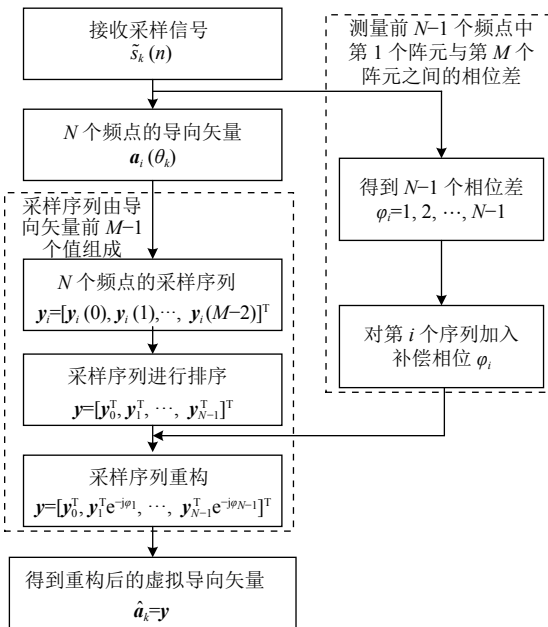 接收采样信号
s̃ₖ(n)
N 个频点的导向矢量
aᵢ(θₖ)
采样序列由导
向矢量前 M−1
个值组成
N 个频点的采样序列
yᵢ=[yᵢ(0), yᵢ(1),⋯, yᵢ(M−2)]ᵀ
采样序列进行排序
y=[y₀ᵀ, y₁ᵀ, ⋯, y_{N−1}ᵀ]ᵀ
采样序列重构
y=[y₀ᵀ, y₁ᵀe^{−jφ₁}, ⋯, y_{N−1}ᵀe^{−jφ_{N−1}}]ᵀ
得到重构后的虚拟导向矢量
âₖ=y
测量前 N−1 个频点中
第 1 个阵元与第 M 个
阵元之间的相位差
得到 N−1 个相位差
φᵢ=1, 2, ⋯, N−1
对第 i 个序列加入
补偿相位 φᵢ